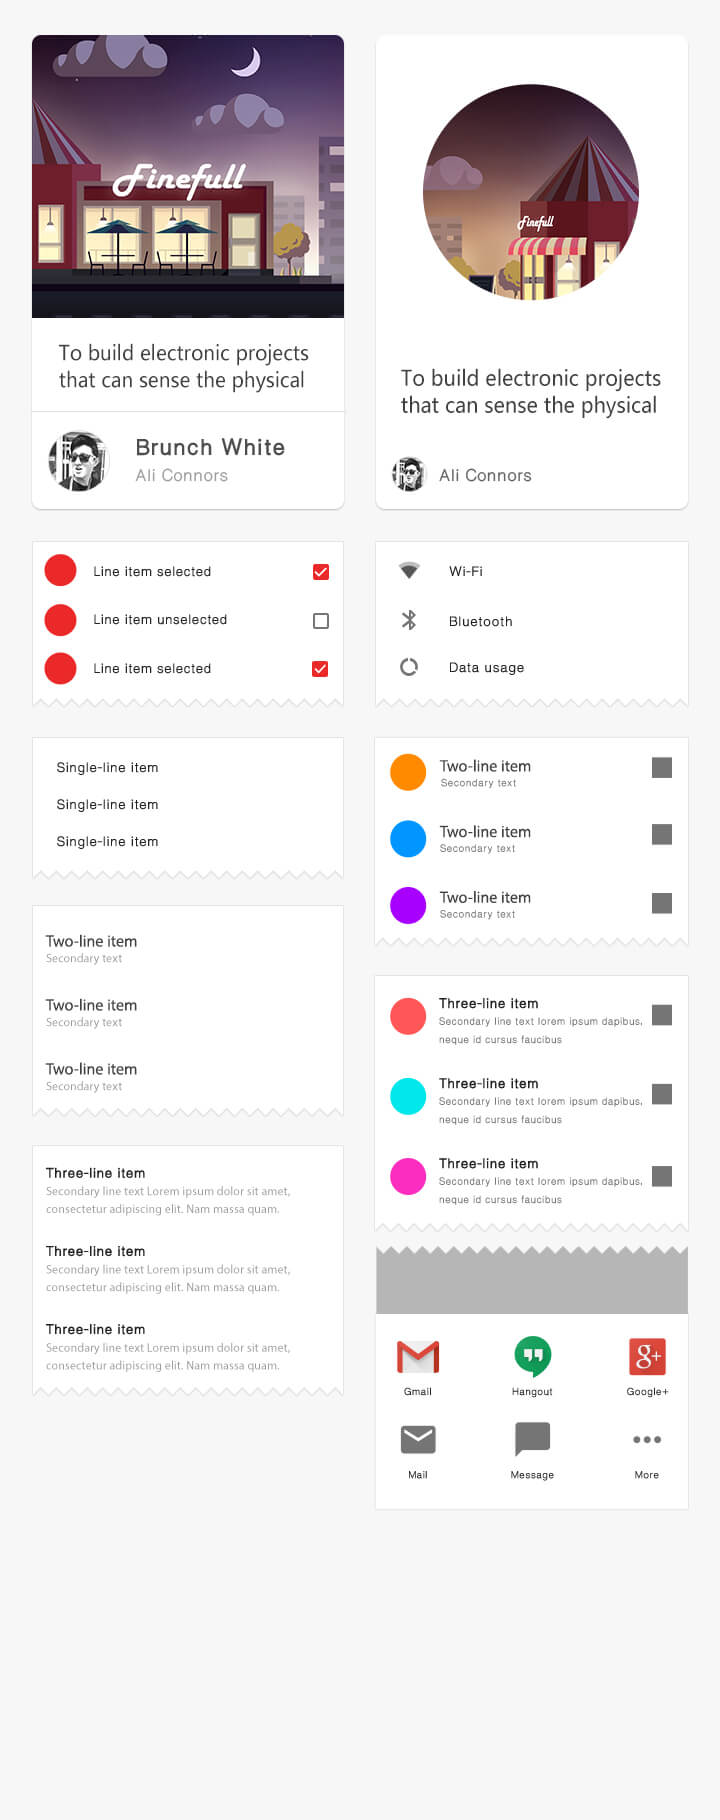 Finefull
To build electronic projects
that can sense the physical
Brunch White
Ali Connors
Finefull
To build electronic projects
that can sense the physical
Ali Connors
Line item selected
Line item unselected
Line item selected
Wi-Fi
Bluetooth
Data usage
Single-line item
Single-line item
Single-line item
Two-line item
Secondary text
Two-line item
Secondary text
Two-line item
Secondary text
Two-line item
Secondary text
Two-line item
Secondary text
Two-line item
Secondary text
Three-line item
Secondary line text Lorem ipsum dolor sit amet,
consectetur adipiscing elit. Nam massa quam.
Three-line item
Secondary line text Lorem ipsum dolor sit amet,
consectetur adipiscing elit. Nam massa quam.
Three-line item
Secondary line text Lorem ipsum dolor sit amet,
consectetur adipiscing elit. Nam massa quam.
Three-line item
Secondary line text lorem ipsum dapibus,
neque id cursus faucibus
Three-line item
Secondary line text lorem ipsum dapibus,
neque id cursus faucibus
Three-line item
Secondary line text lorem ipsum dapibus,
neque id cursus faucibus
g+
Gmail
Hangout
Google+
Mail
Message
More